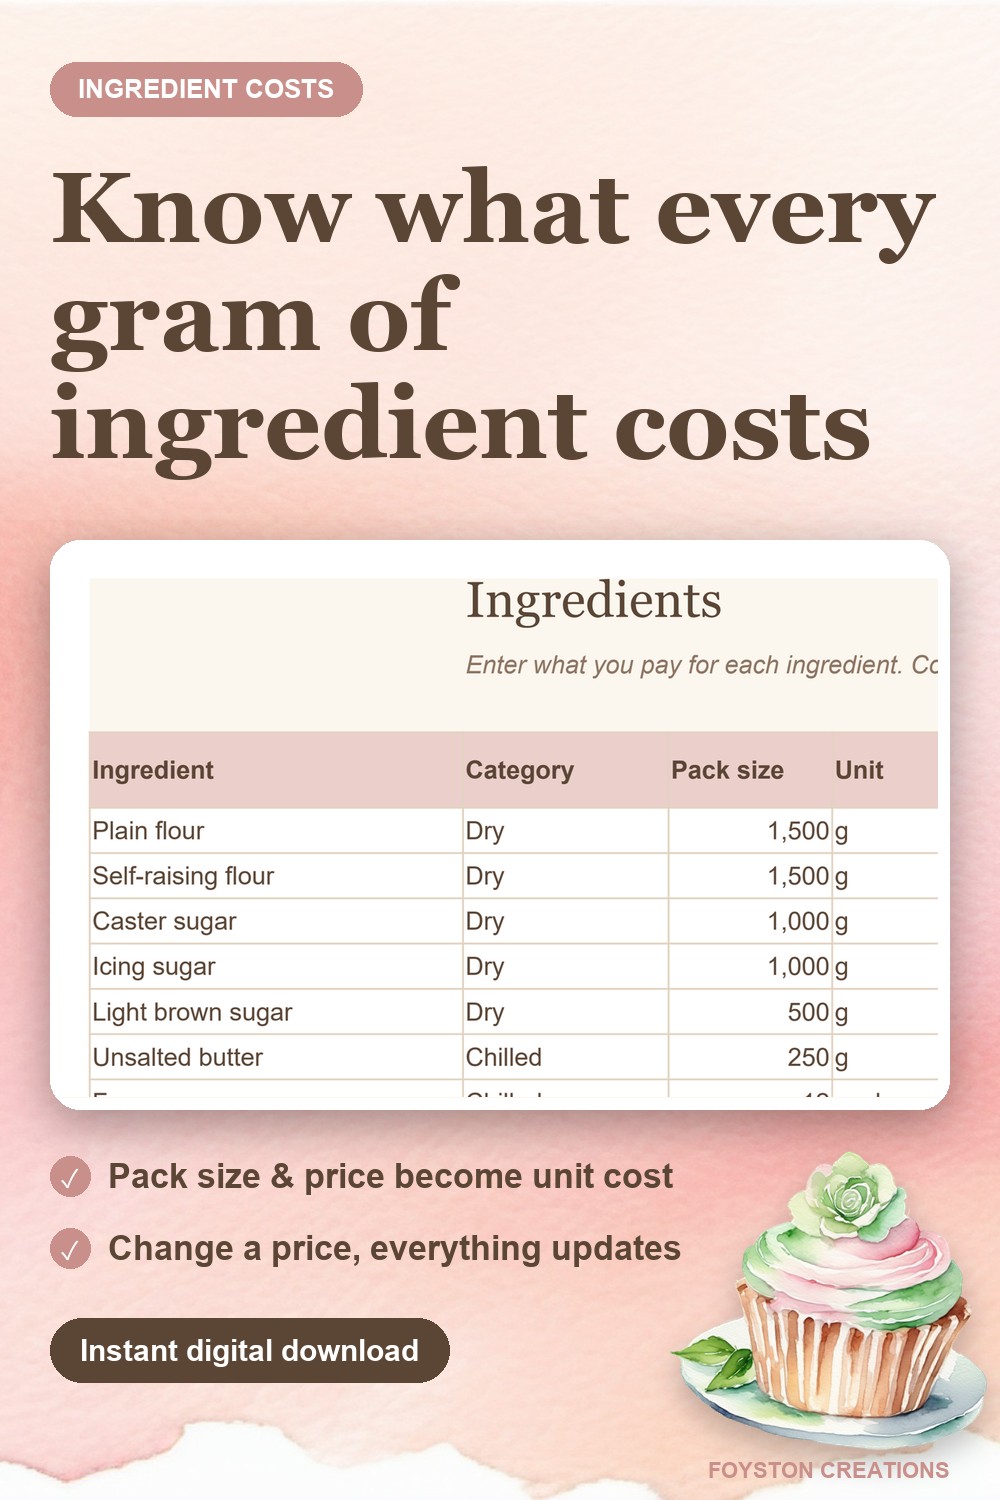 INGREDIENT COSTS
Know what every
gram of
ingredient costs
Ingredients
Enter what you pay for each ingredient.
Ingredient Category Pack size Unit
Plain flour Dry 1,500 g
Self-raising flour Dry 1,500 g
Caster sugar Dry 1,000 g
Icing sugar Dry 1,000 g
Light brown sugar Dry 500 g
Unsalted butter Chilled 250 g
Pack size & price become unit cost
Change a price, everything updates
Instant digital download
FOYSTON CREATIONS